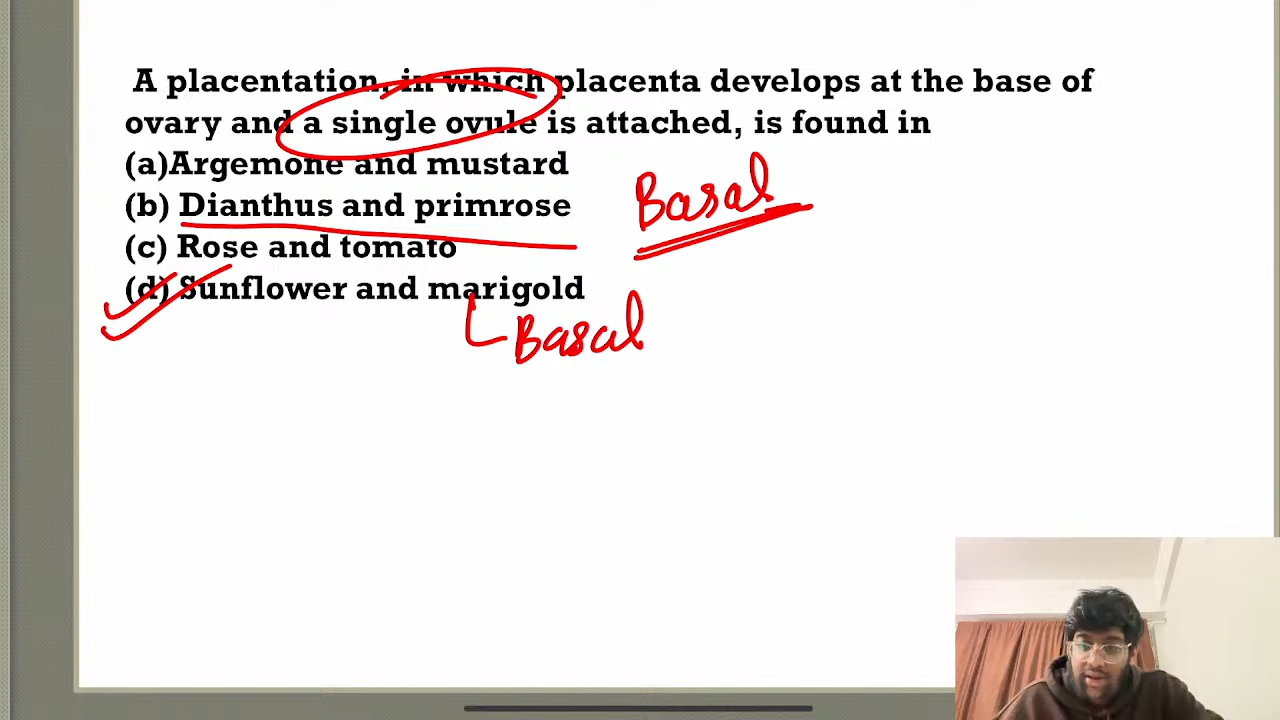 A placentation, in which placenta develops at the base of
ovary and a single ovule is attached, is found in
(a)Argemone and mustard
(b) Dianthus and primrose
Basal
(c) Rose and tomato
(d) Sunflower and marigold
Basal